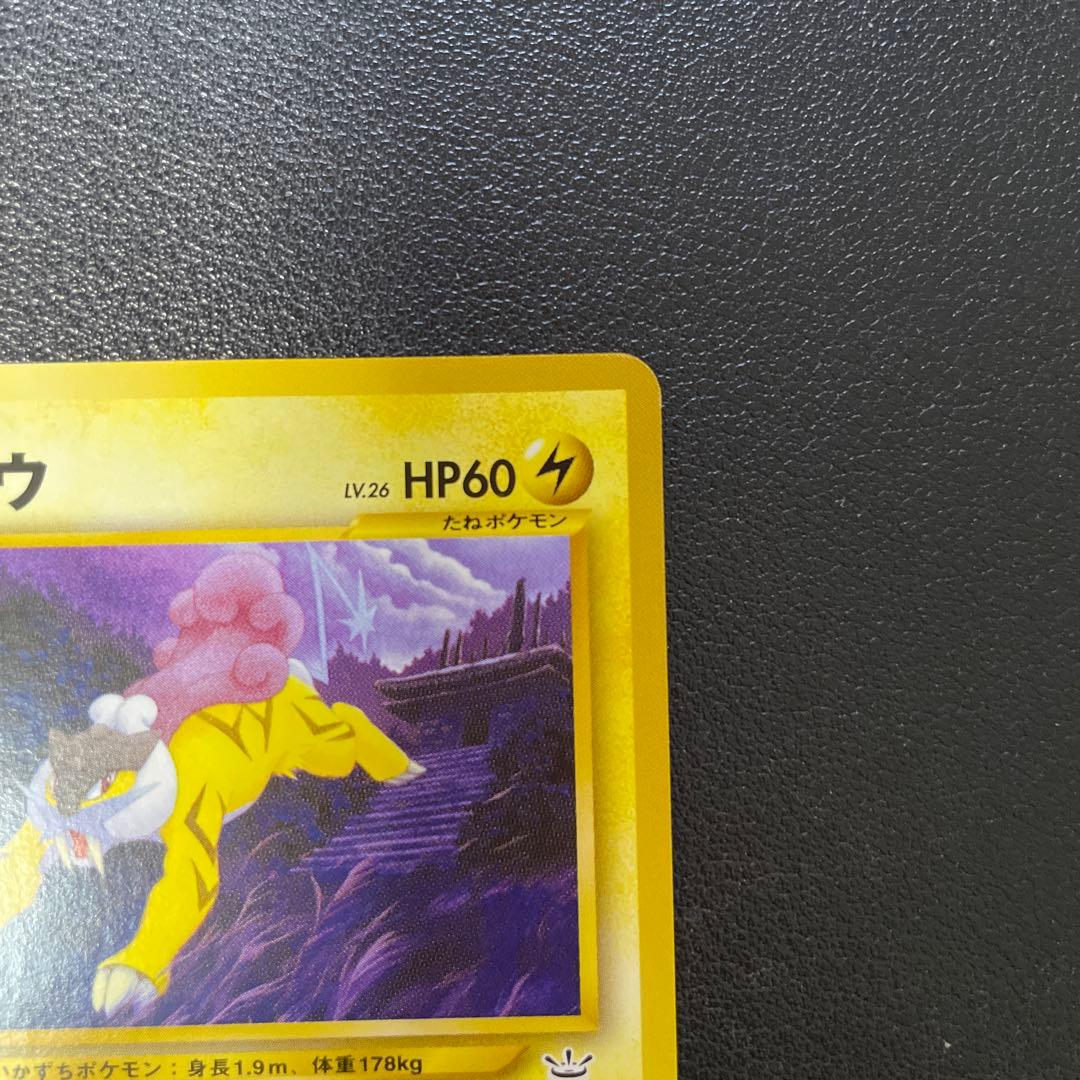 ウ LV.26 HP60
たねポケモン
いかずちポケモン：身長1.9m、体重178kg